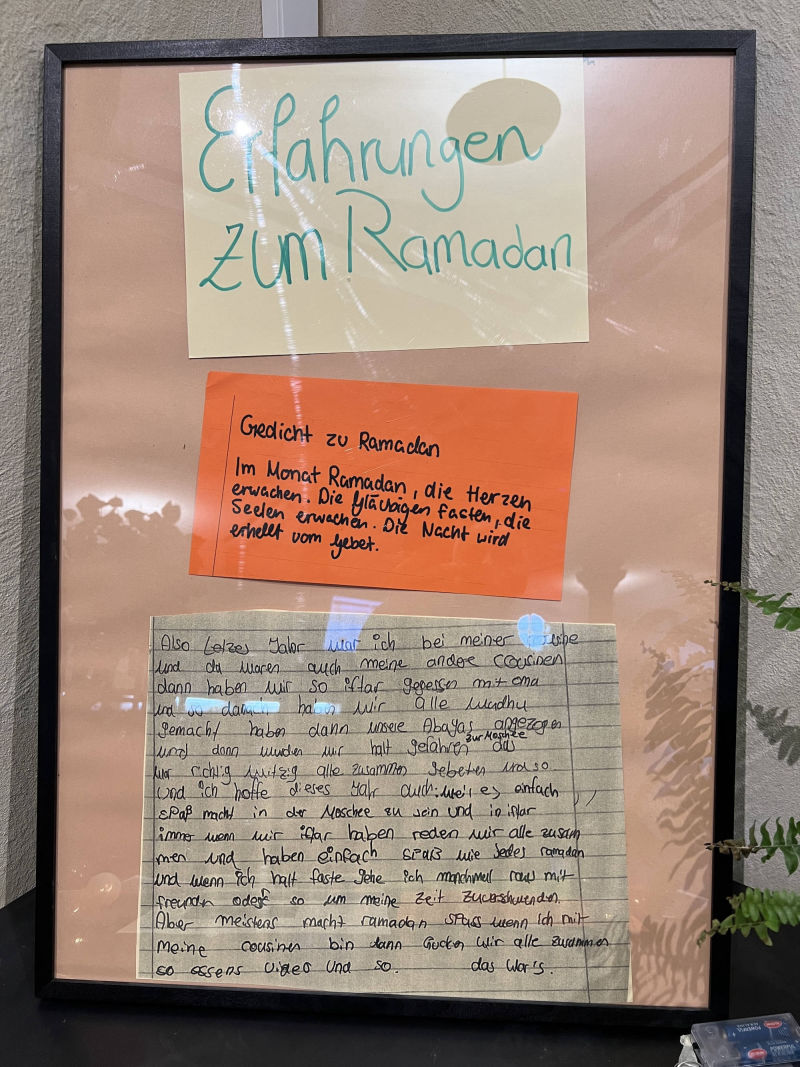 Erfahrungen
zum Ramadan
Gedicht zu Ramadan
Im Monat Ramadan, die Herzen
erwachen. Die gläubigen fasten, die
Seelen erwachen. Die Nacht wird
erhellt vom gebet.
Also Letzes Jahr war ich bei meiner
und da waren auch meine andere cousinen
dann haben wir so iftar gegessen mit oma
und so danach haben wir alle wudhu
gemacht haben dann unsere Abayas angezogen
zur Moschee
und dann wurden wir halt gefahren das
war richtig witzig alle zusammen gebeten und so
und ich hoffe dieses Jahr auch weil es einfach
spaß macht in der Moschee zu sein und in iftar
immer wenn wir iftar haben reden wir alle zusam
men und haben einfach spaß wie jedes ramadan
und wenn ich halt faste gehe ich manchmal raus mit
freunden oder so um meine Zeit zuverschwenden.
Aber meistens macht ramadan spass wenn ich mit
meine cousinen bin dann Gucken wir alle zusammen
so essens video und so. das War's.